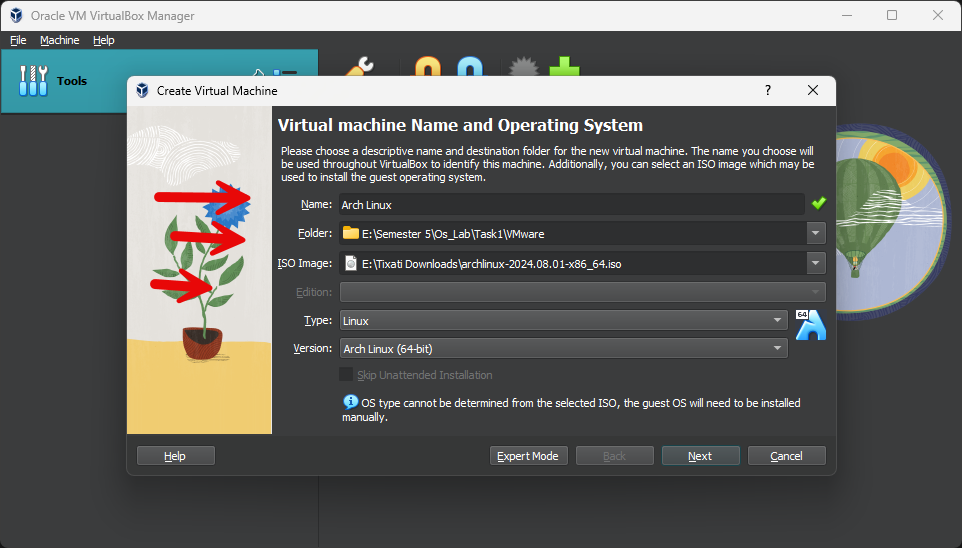 Oracle VM VirtualBox Manager
File Machine Help
Tools
Create Virtual Machine
?
Virtual machine Name and Operating System
Please choose a descriptive name and destination folder for the new virtual machine. The name you choose will
be used throughout VirtualBox to identify this machine. Additionally, you can select an ISO image which may be
used to install the guest operating system.
Name: Arch Linux
Folder: E:\Semester 5\Os_Lab\Task1\VMware
ISO Image: E:\Tixati Downloads\archlinux-2024.08.01-x86_64.iso
Edition:
Type: Linux
64
Version: Arch Linux (64-bit)
Skip Unattended Installation
OS type cannot be determined from the selected ISO, the guest OS will need to be installed
manually.
Help Expert Mode Back Next Cancel